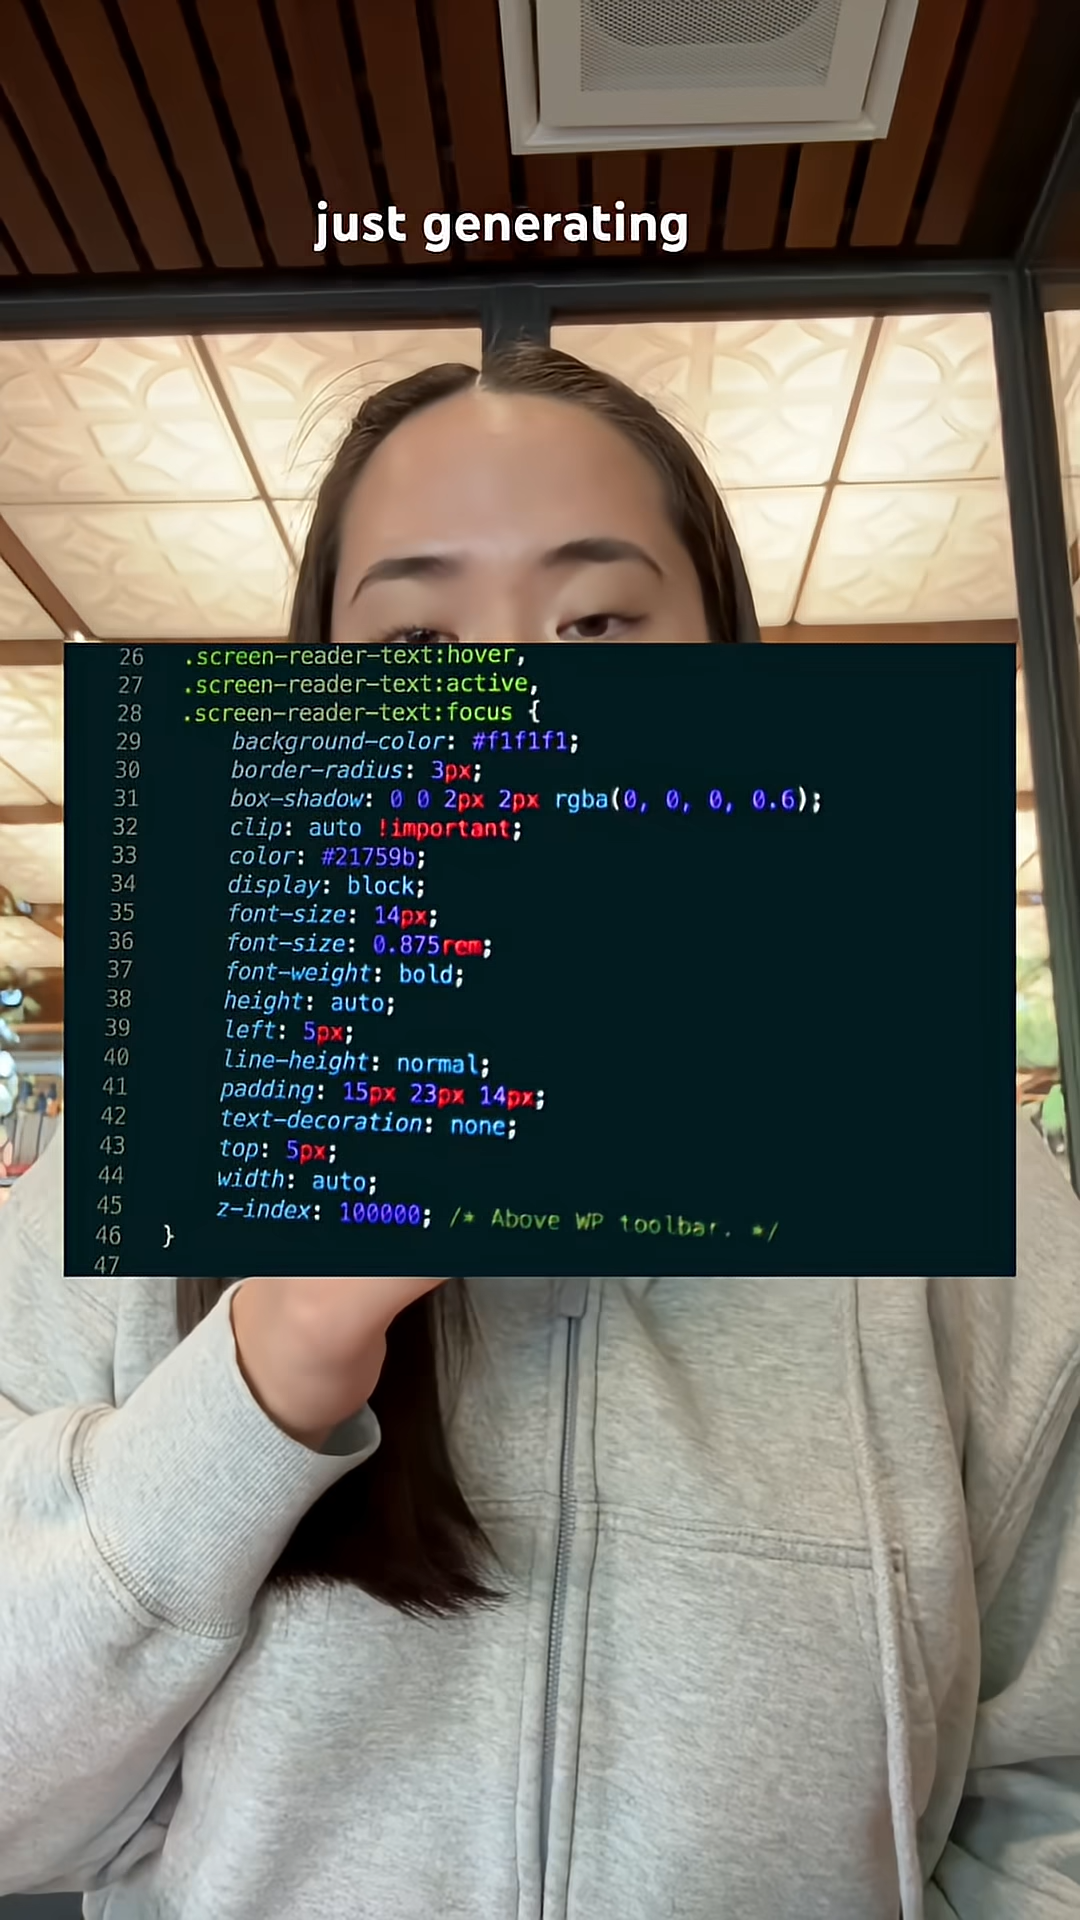 just generating
26 .screen-reader-text:hover,
27 .screen-reader-text:active,
28 .screen-reader-text:focus {
29 background-color: #f1f1f1;
30 border-radius: 3px;
31 box-shadow: 0 0 2px 2px rgba(0, 0, 0, 0.6);
32 clip: auto !important;
33 color: #21759b;
34 display: block;
35 font-size: 14px;
36 font-size: 0.875rem;
37 font-weight: bold;
38 height: auto;
39 left: 5px;
40 line-height: normal;
41 padding: 15px 23px 14px;
42 text-decoration: none;
43 top: 5px;
44 width: auto;
45 z-index: 100000; /* Above WP toolbar. */
46 }
47